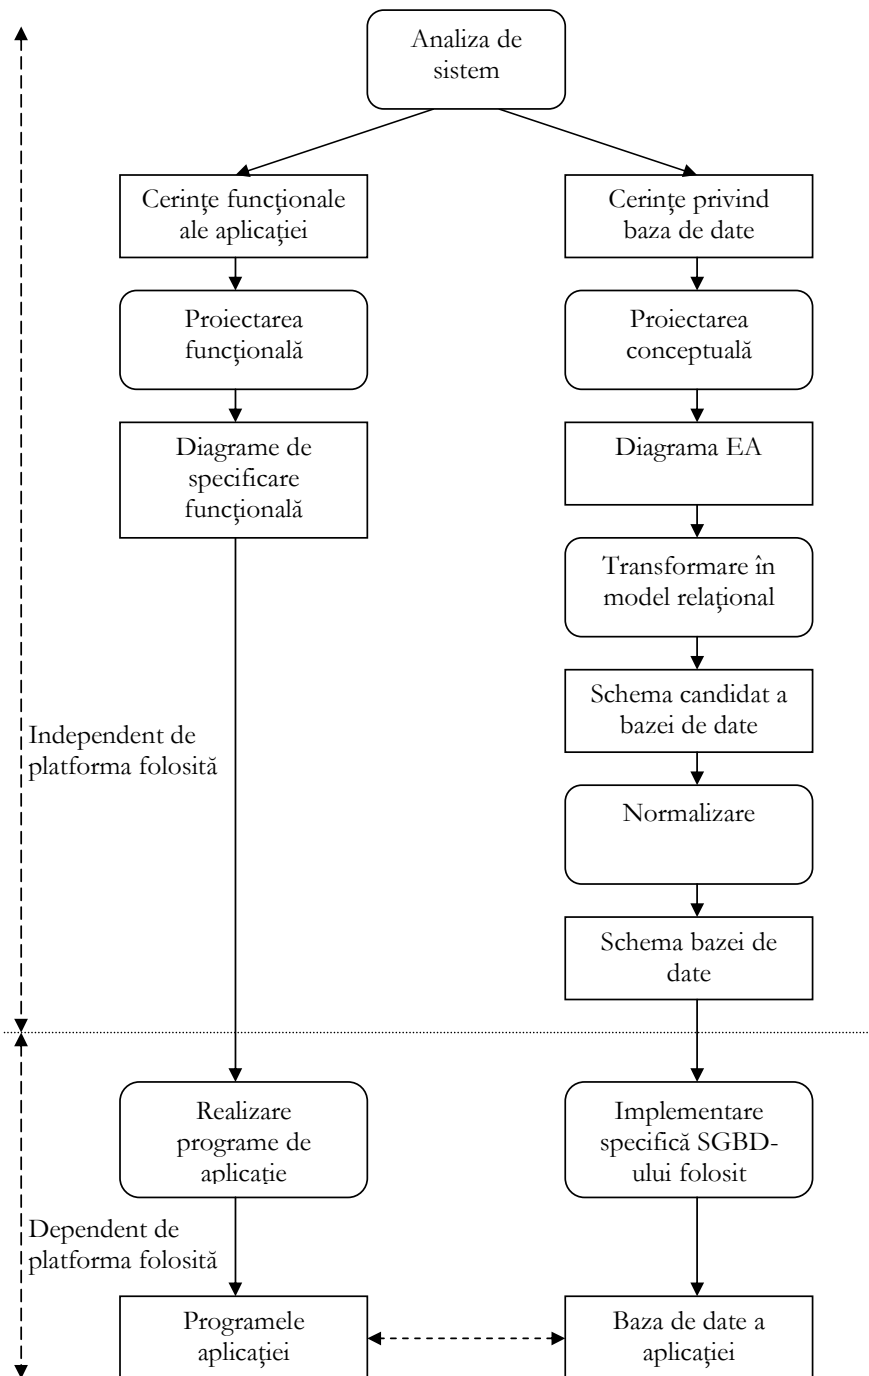 Analiza de
sistem
Cerinţe funcţionale
ale aplicaţiei
Cerinţe privind
baza de date
Proiectarea
funcţională
Proiectarea
conceptuală
Diagrame de
specificare
funcţională
Diagrama EA
Transformare în
model relaţional
Schema candidat a
bazei de date
Independent de
platforma folosită
Normalizare
Schema bazei de
date
Realizare
programe de
aplicaţie
Implementare
specifică SGBD-
ului folosit
Dependent de
platforma folosită
Programele
aplicaţiei
Baza de date a
aplicaţiei